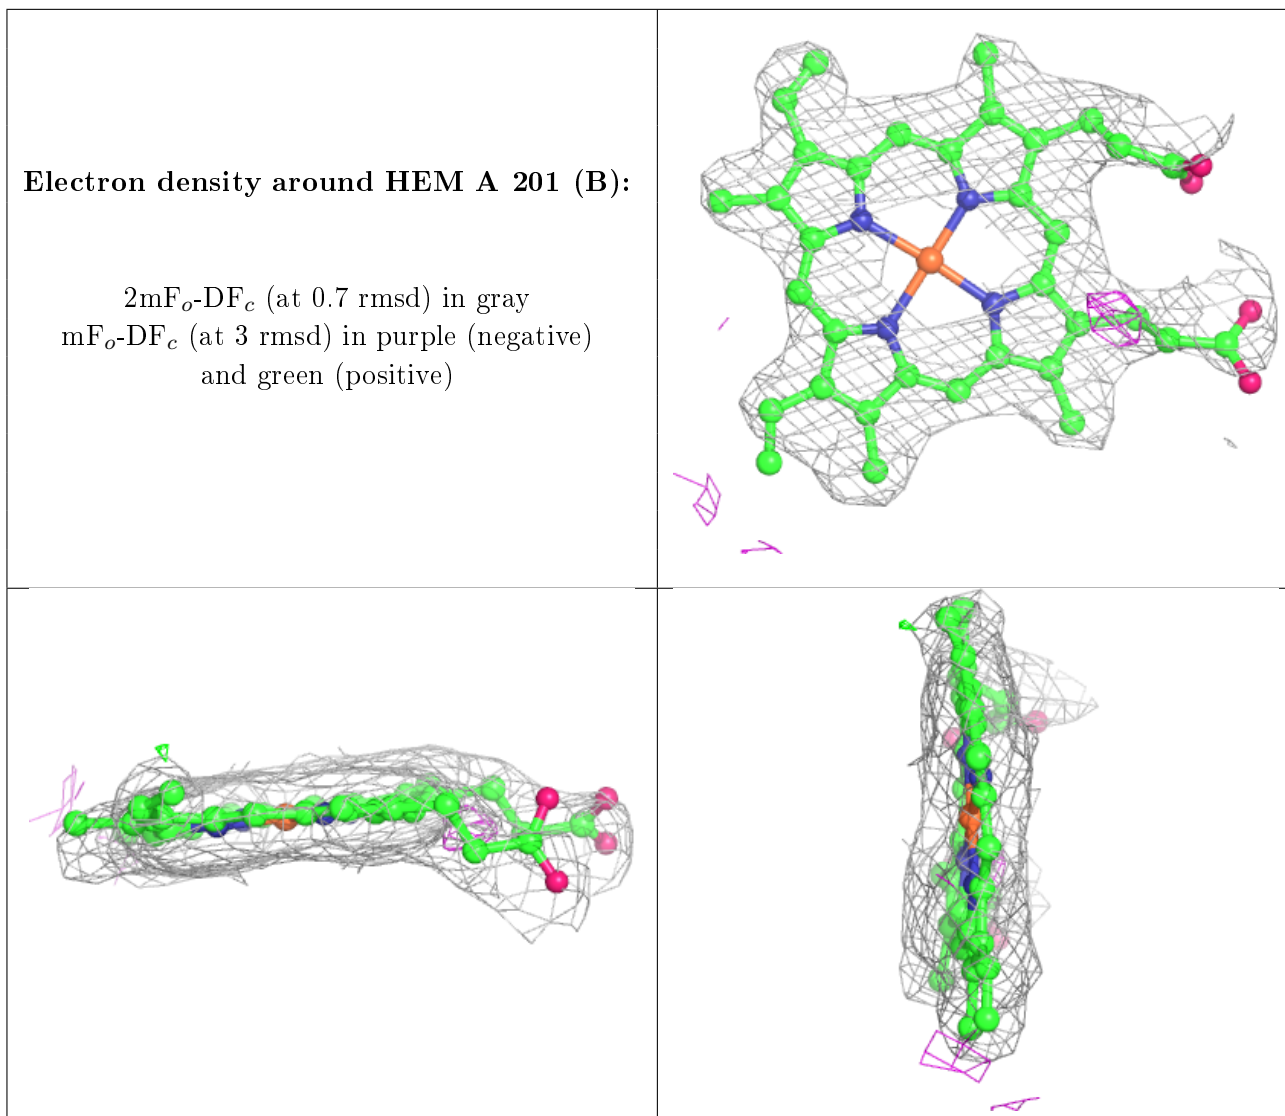 Electron density around HEM A 201 (B):
2mFo-DFc (at 0.7 rmsd) in gray
mFo-DFc (at 3 rmsd) in purple (negative)
and green (positive)